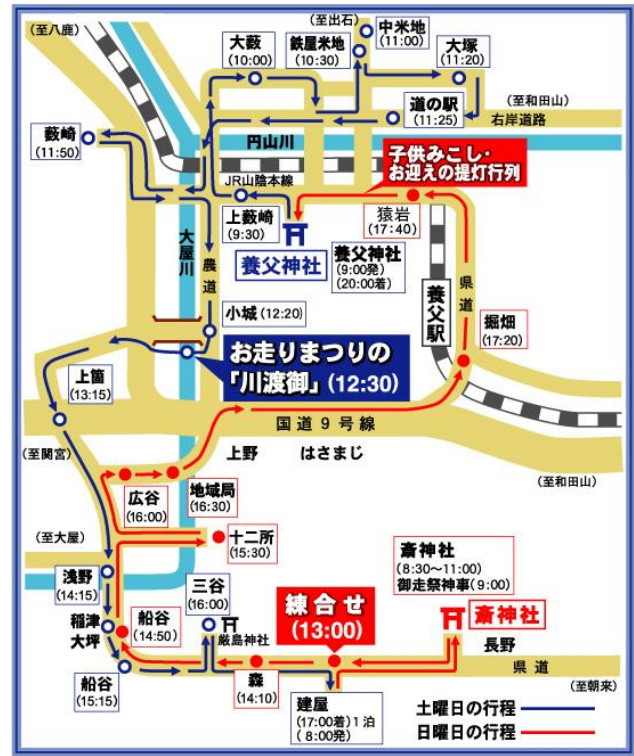 (至八鹿)
(至出石)
中米地
(11:00)
大藪
(10:00)
鉄屋米地
(10:30)
大塚
(11:20)
道の駅
(11:25)
(至和田山)
右岸道路
藪崎
(11:50)
円山川
JR山陰本線
子供みこし・
お迎えの提灯行列
上藪崎
(9:30)
猿岩
(17:40)
養父神社
養父神社
(9:00発)
(20:00着)
大屋川
農道
養父駅
県道
小城(12:20)
掘畑
(17:20)
お走りまつりの
「川渡御」(12:30)
上箇
(13:15)
国道9号線
(至関宮)
上野
はさまじ
(至和田山)
広谷
(16:00)
地域局
(16:30)
(至大屋)
十二所
(15:30)
斎神社
(8:30〜11:00)
御走祭神事(9:00)
浅野
(14:15)
三谷
(16:00)
練合せ
(13:00)
斎神社
稲津
大坪
船谷
(14:50)
厳島神社
長野
県道
船谷
(15:15)
森
(14:10)
建屋
(17:00着)1泊
(8:00発)
(至朝来)
土曜日の行程
日曜日の行程